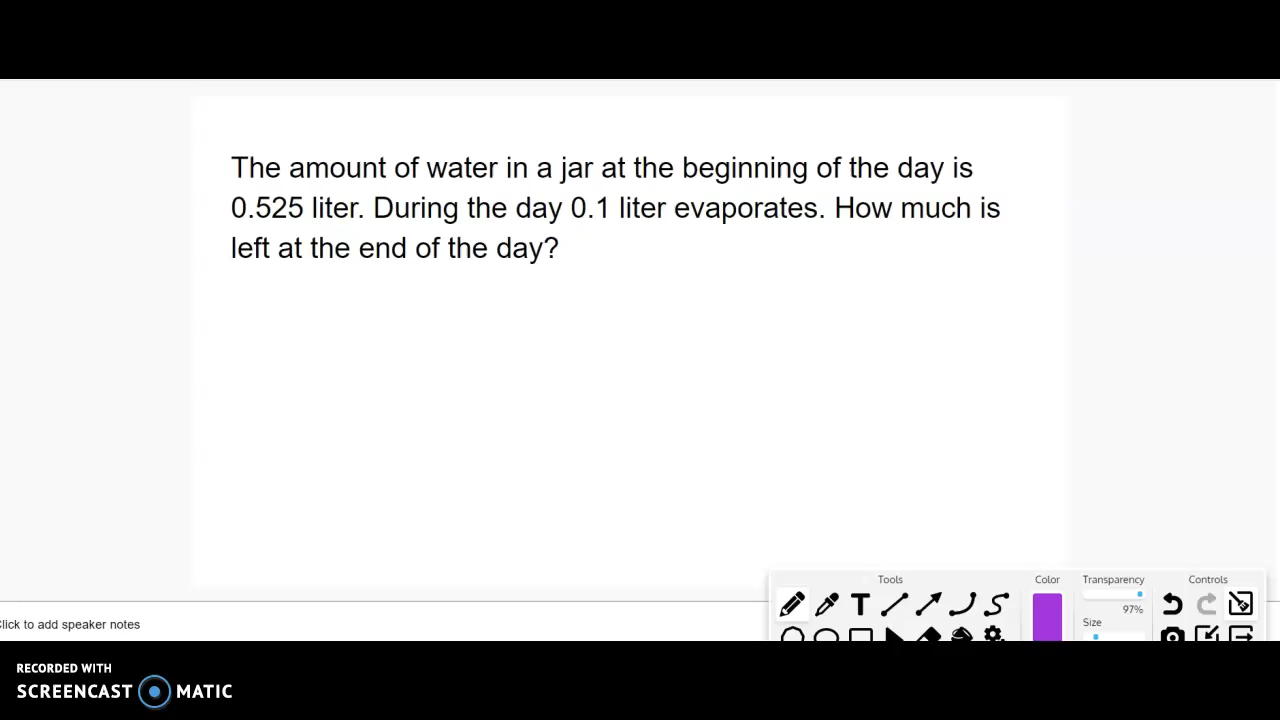 The amount of water in a jar at the beginning of the day is
0.525 liter. During the day 0.1 liter evaporates. How much is
left at the end of the day?
Tools
Color
Transparency
Controls
97%
Size
T
Click to add speaker notes
RECORDED WITH
SCREENCAST MATIC